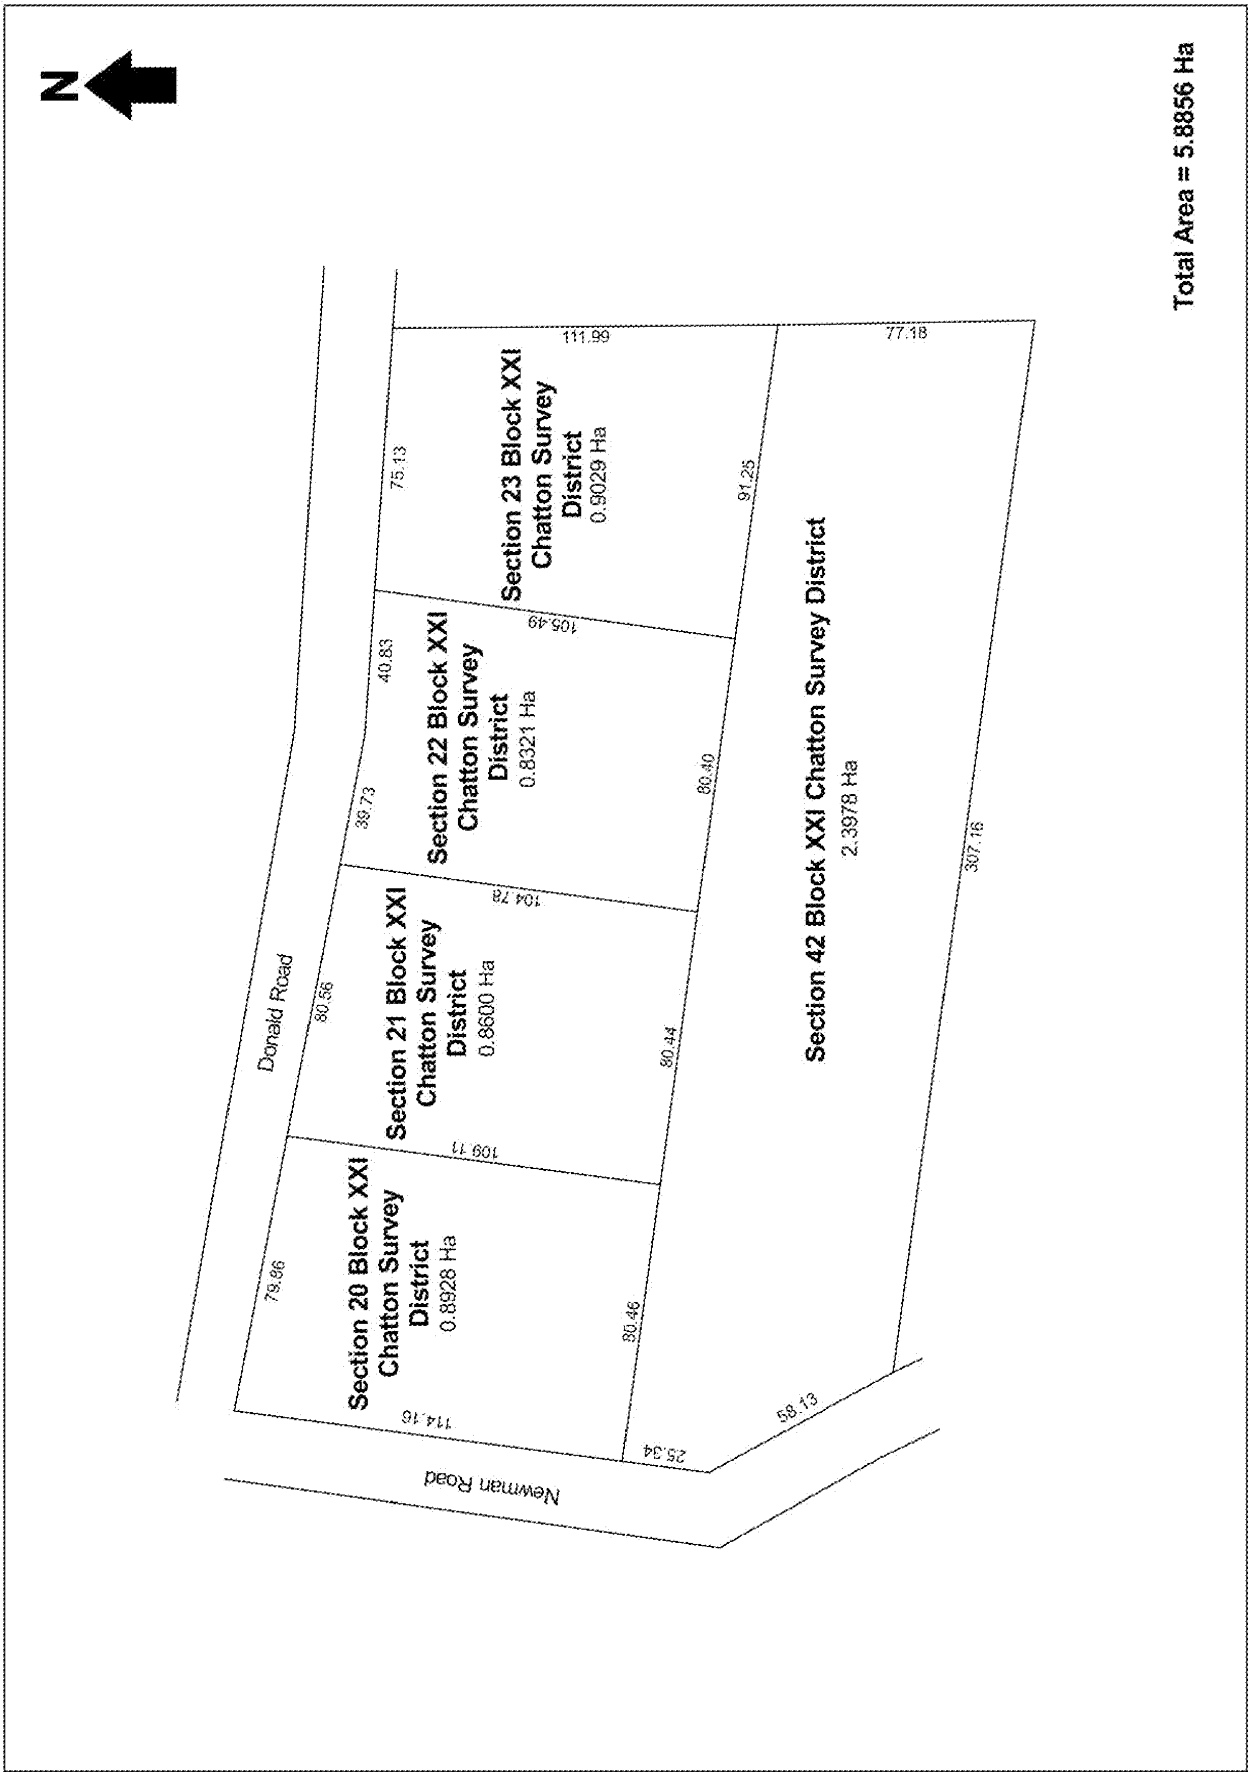 N
Donald Road
79.86
80.56
39.73
40.83
75.13
Section 20 Block XXI
Chatton Survey
District
0.8928 Ha
Section 21 Block XXI
Chatton Survey
District
0.8600 Ha
Section 22 Block XXI
Chatton Survey
District
0.8321 Ha
Section 23 Block XXI
Chatton Survey
District
0.9029 Ha
114.16
109.11
104.78
105.49
111.99
Newman Road
80.46
80.44
80.40
91.25
25.34
58.13
Section 42 Block XXI Chatton Survey District
2.3978 Ha
77.18
307.16
Total Area = 5.8856 Ha